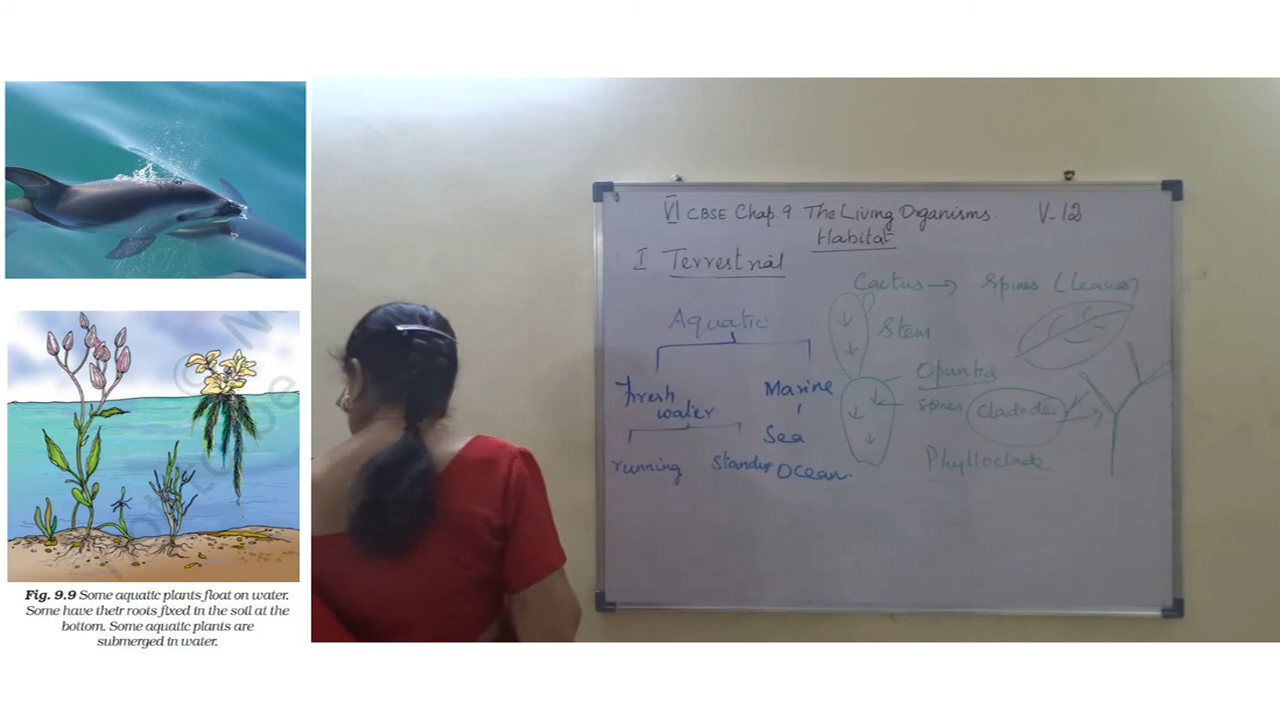 VI CBSE Chap. 9. The Living Organisms. V-12
Habitat
I Terrestrial
Cactus → Spines (Leaves)
Stem
Aquatic
Opuntia
Fresh water
Marine
spines
Cladode
Sea
Phylloclade
running
Ocean.
Fig. 9.9 Some aquatic plants float on water.
Some have their roots fixed in the soil at the
bottom. Some aquatic plants are
submerged in water.